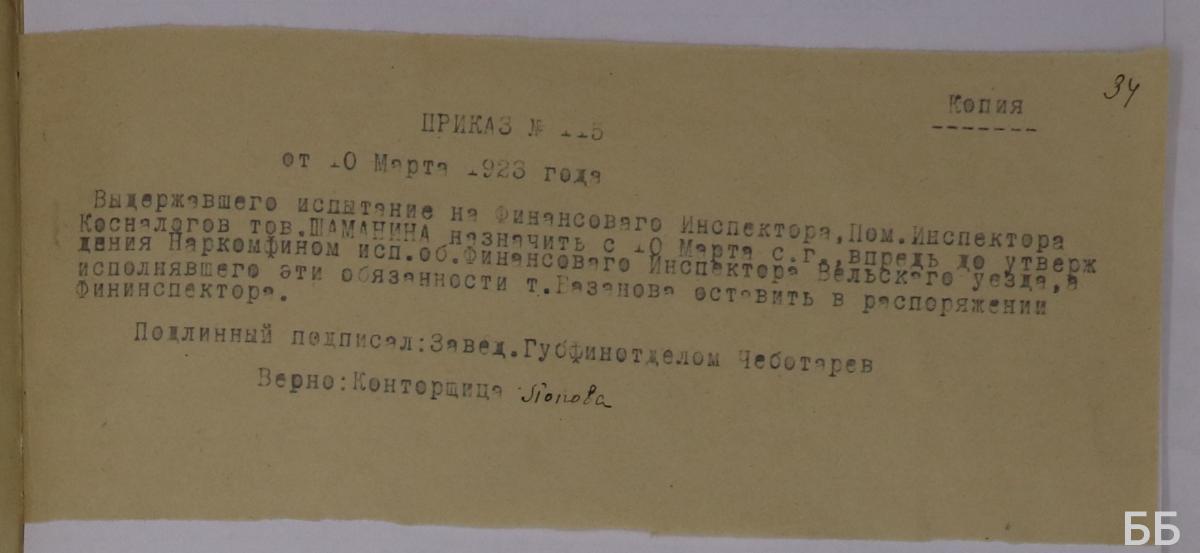 34
Копия
ПРИКАЗ № 115
от 10 Марта 1923 года
Выдержавшего испытание на Финансоваго Инспектора,Пом.Инспектора
Косналогов тов.ШАМАНИНА назначить с 10 Марта с.г.,впредь до утверж
дения Наркомфином исп.об.Финансоваго Инспектора Вельскаго уезда,а
исполнявшего эти обязанности т.Базанова оставить в распоряжении
Фининспектора.
Подлинный подписал:Завед.Губфинотделом Чеботарев
Верно:Конторщица Попова
ББ